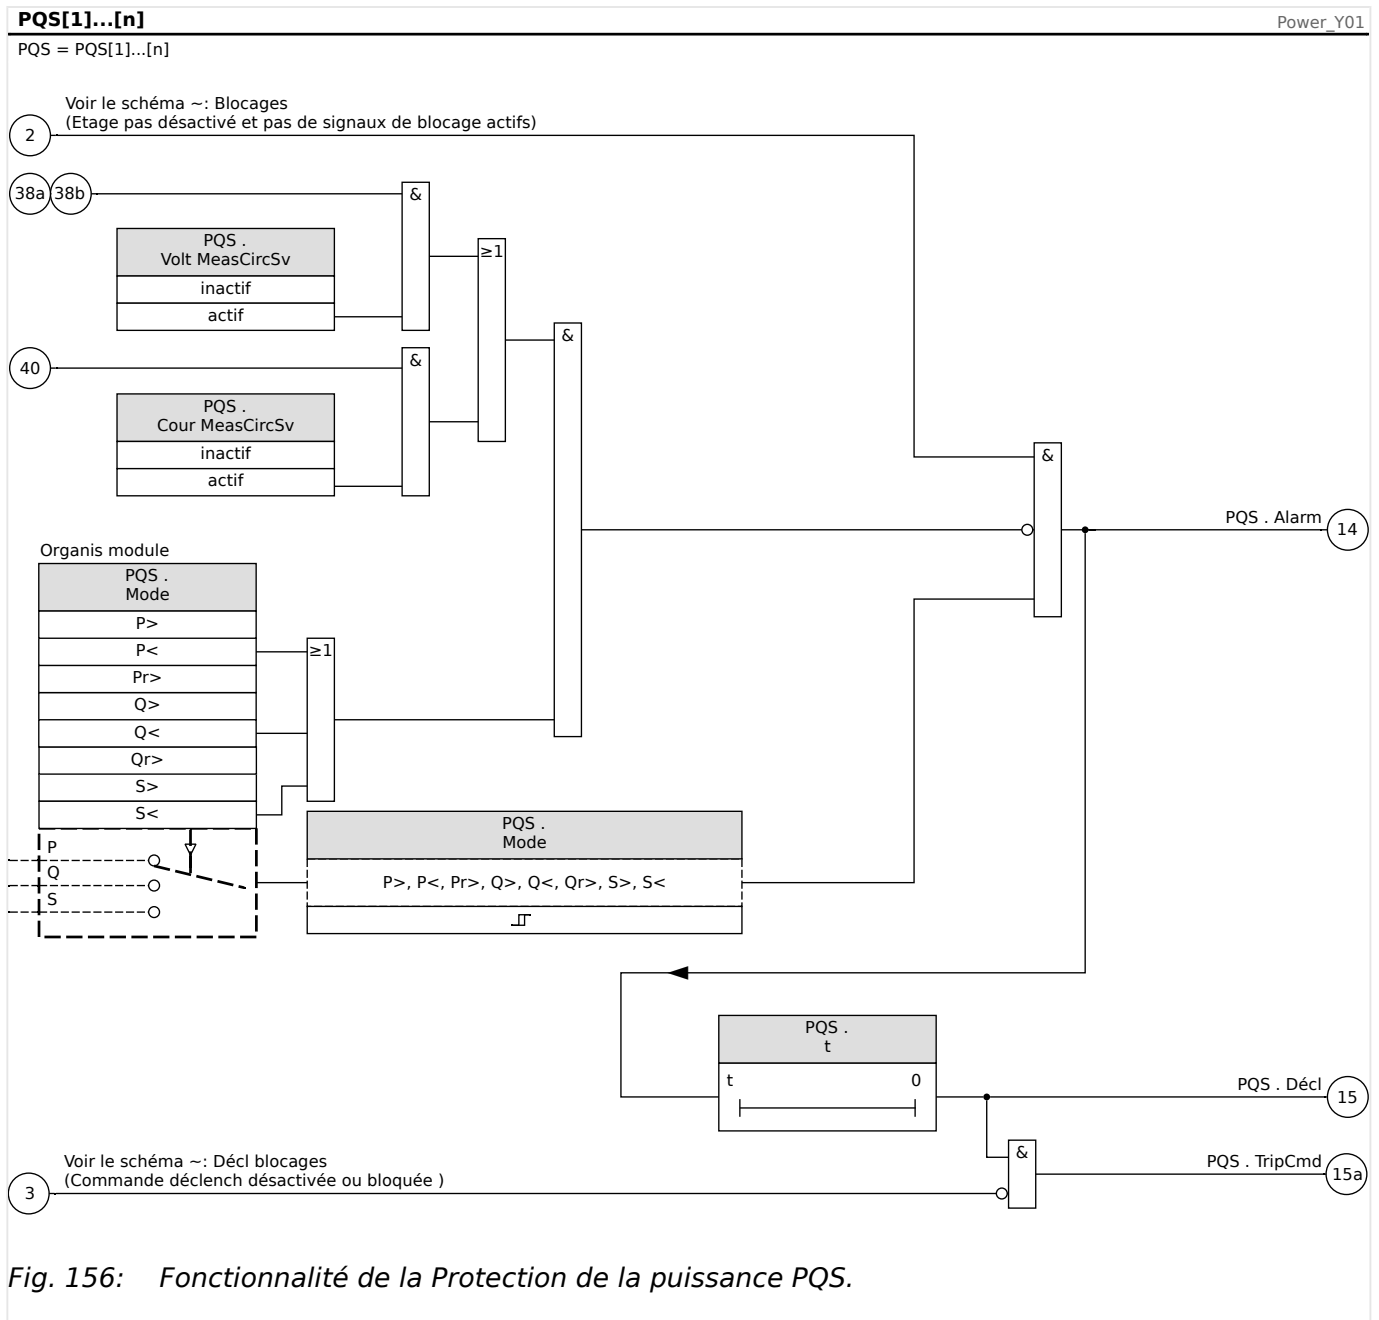 PQS[1]...[n]
Power_Y01
PQS = PQS[1]...[n]
Voir le schéma ~: Blocages
(Etage pas désactivé et pas de signaux de blocage actifs)
2
38a
38b
&
PQS .
Volt MeasCircSv
inactif
actif
≥1
&
40
&
PQS .
Cour MeasCircSv
inactif
actif
&
PQS . Alarm
14
Organis module
PQS .
Mode
P>
P<
Pr>
Q>
Q<
Qr>
S>
S<
≥1
P
Q
S
PQS .
Mode
P>, P<, Pr>, Q>, Q<, Qr>, S>, S<
PQS .
t
t
0
PQS . Décl
15
Voir le schéma ~: Décl blocages
(Commande déclench désactivée ou bloquée )
3
&
PQS . TripCmd
15a
Fig. 156: Fonctionnalité de la Protection de la puissance PQS.